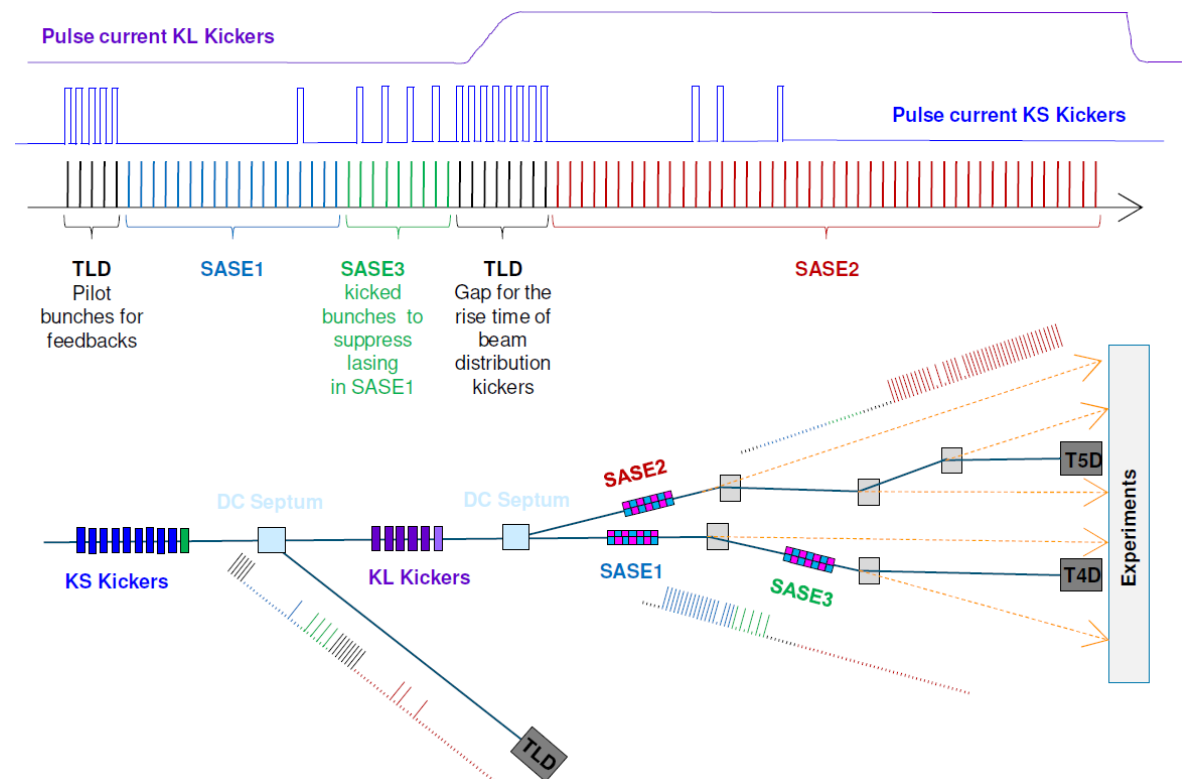 Pulse current KL Kickers
Pulse current KS Kickers
TLD
Pilot
bunches for
feedbacks
SASE1
SASE3
kicked
bunches to
suppress
lasing
in SASE1
TLD
Gap for the
rise time of
beam
distribution
kickers
SASE2
DC Septum
DC Septum
SASE2
T5D
KS Kickers
KL Kickers
SASE1
SASE3
T4D
Experiments
TLD